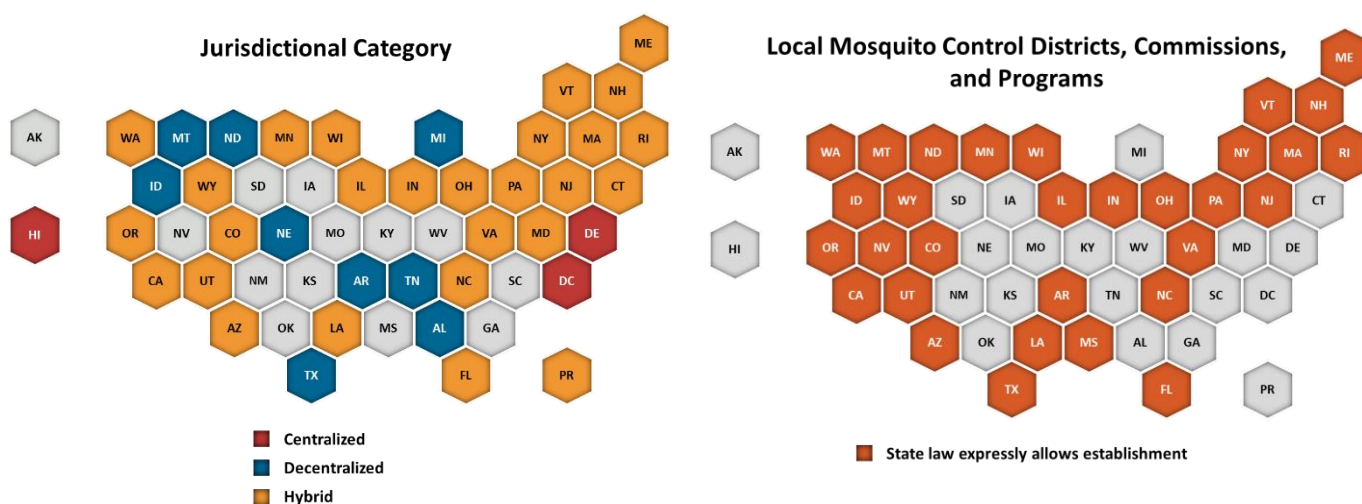 Jurisdictional Category
ME
VT NH
AK WA MT ND MN WI MI NY MA RI
ID WY SD IA IL IN OH PA NJ CT
HI OR NV CO NE MO KY WV VA MD DE
CA UT NM KS AR TN NC SC DC
AZ OK LA MS AL GA
TX FL PR
Centralized
Decentralized
Hybrid
Local Mosquito Control Districts, Commissions,
and Programs
ME
VT NH
AK WA MT ND MN WI MI NY MA RI
ID WY SD IA IL IN OH PA NJ CT
HI OR NV CO NE MO KY WV VA MD DE
CA UT NM KS AR TN NC SC DC
AZ OK LA MS AL GA
TX FL PR
State law expressly allows establishment